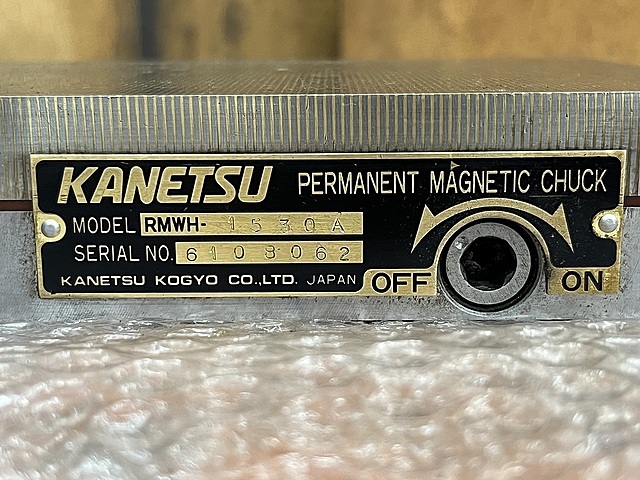 KANETSU PERMANENT MAGNETIC CHUCK
MODEL RMWH-1530A
SERIAL NO. 6108062
KANETSU KOGYO CO.,LTD. JAPAN OFF ON